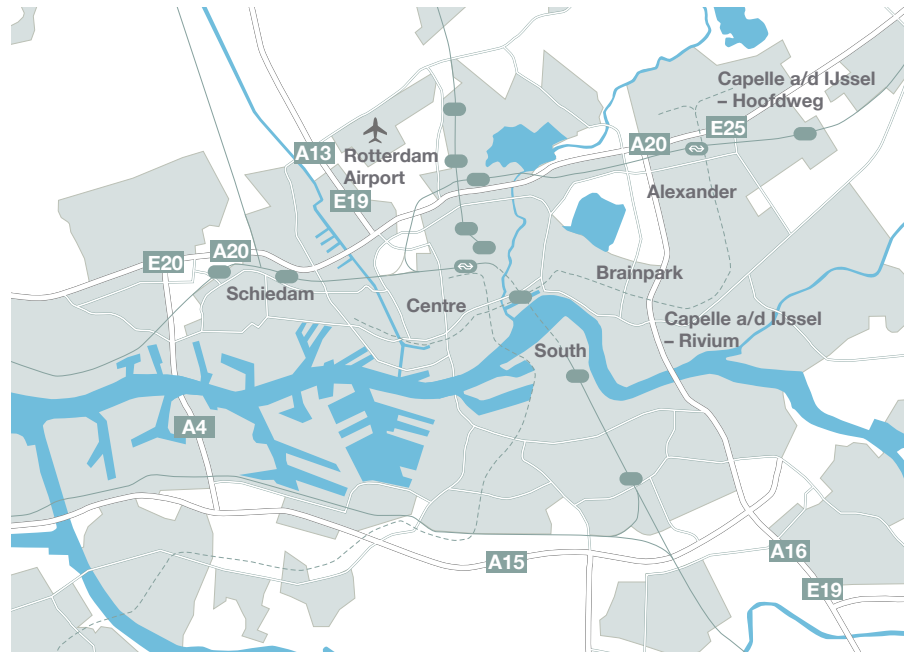 Capelle a/d IJssel
– Hoofdweg
E25
A20
A13
Rotterdam
Airport
E19
Alexander
A20
E20
Schiedam
Centre
Brainpark
Capelle a/d IJssel
– Rivium
South
A4
A15
A16
E19